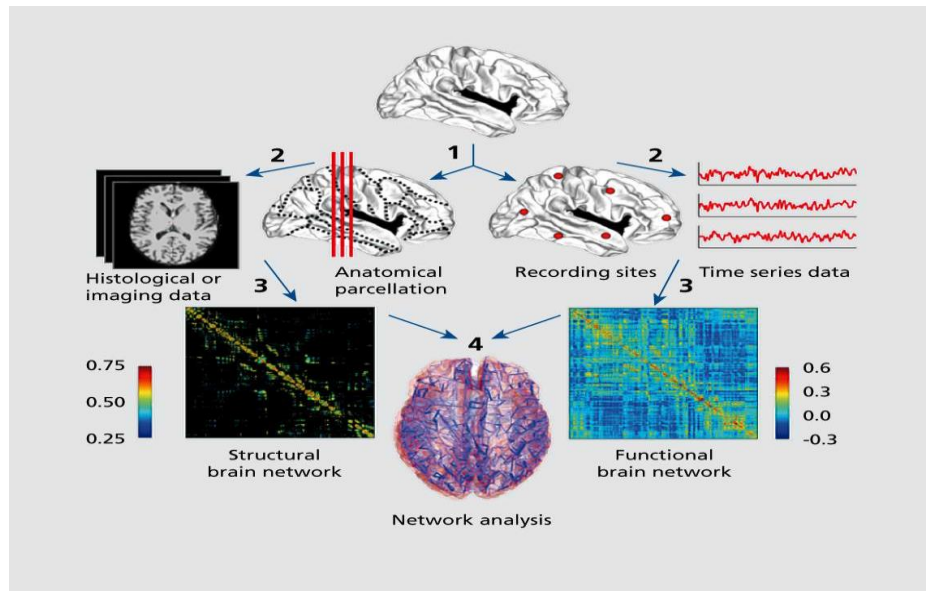 2
1
2
Histological or
imaging data
Anatomical
parcellation
Recording sites
Time series data
3
3
4
0.75
0.50
0.25
0.6
0.3
0.0
-0.3
Structural
brain network
Functional
brain network
Network analysis